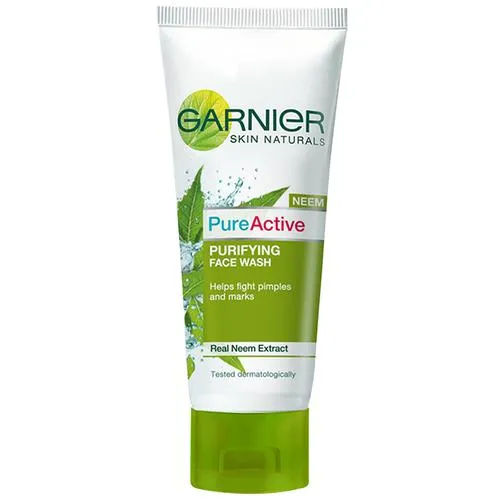 GARNIER
SKIN NATURALS
NEEM
PureActive
PURIFYING
FACE WASH
Helps fight pimples
and marks
Real Neem Extract
Tested dermatologically